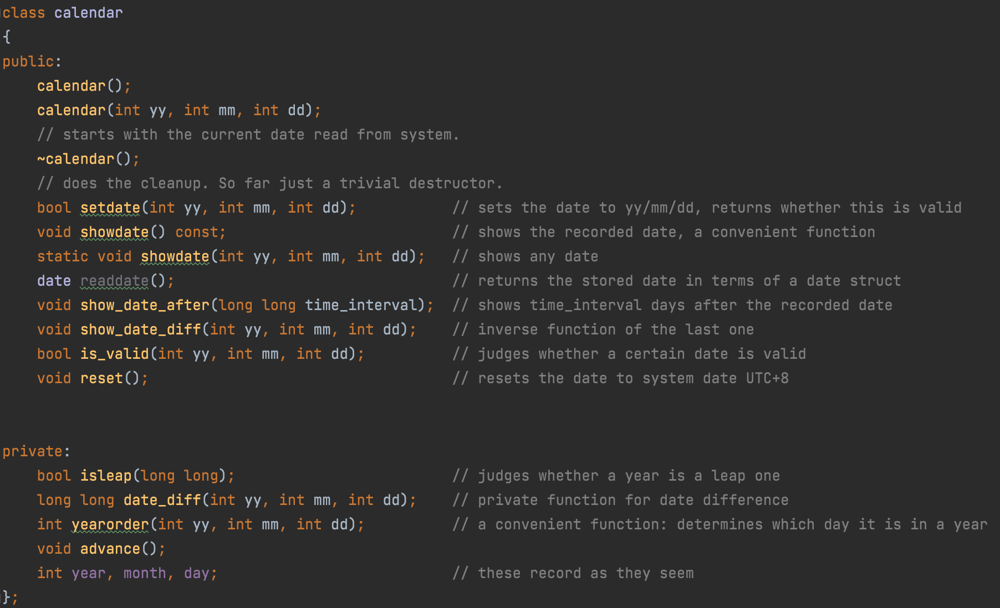 class calendar
{
public:
    calendar();
    calendar(int yy, int mm, int dd);
    // starts with the current date read from system.
    ~calendar();
    // does the cleanup. So far just a trivial destructor.
    bool setdate(int yy, int mm, int dd);           // sets the date to yy/mm/dd, returns whether this is valid
    void showdate() const;                          // shows the recorded date, a convenient function
    static void showdate(int yy, int mm, int dd);   // shows any date
    date readdate();                                // returns the stored date in terms of a date struct
    void show_date_after(long long time_interval);  // shows time_interval days after the recorded date
    void show_date_diff(int yy, int mm, int dd);    // inverse function of the last one
    bool is_valid(int yy, int mm, int dd);          // judges whether a certain date is valid
    void reset();                                   // resets the date to system date UTC+8
private:
    bool isleap(long long);                         // judges whether a year is a leap one
    long long date_diff(int yy, int mm, int dd);    // private function for date difference
    int yearorder(int yy, int mm, int dd);          // a convenient function: determines which day it is in a year
    void advance();
    int year, month, day;                           // these record as they seem
};